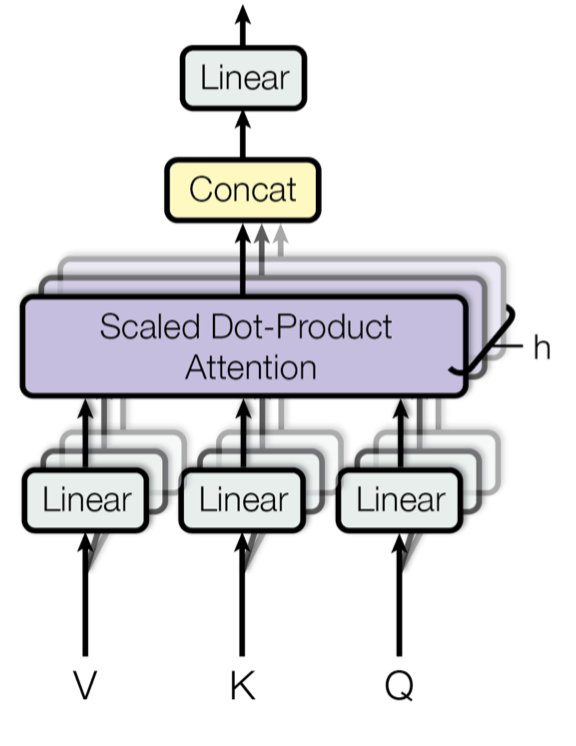 Linear
Concat
Scaled Dot-Product
Attention
h
Linear
Linear
Linear
V
K
Q